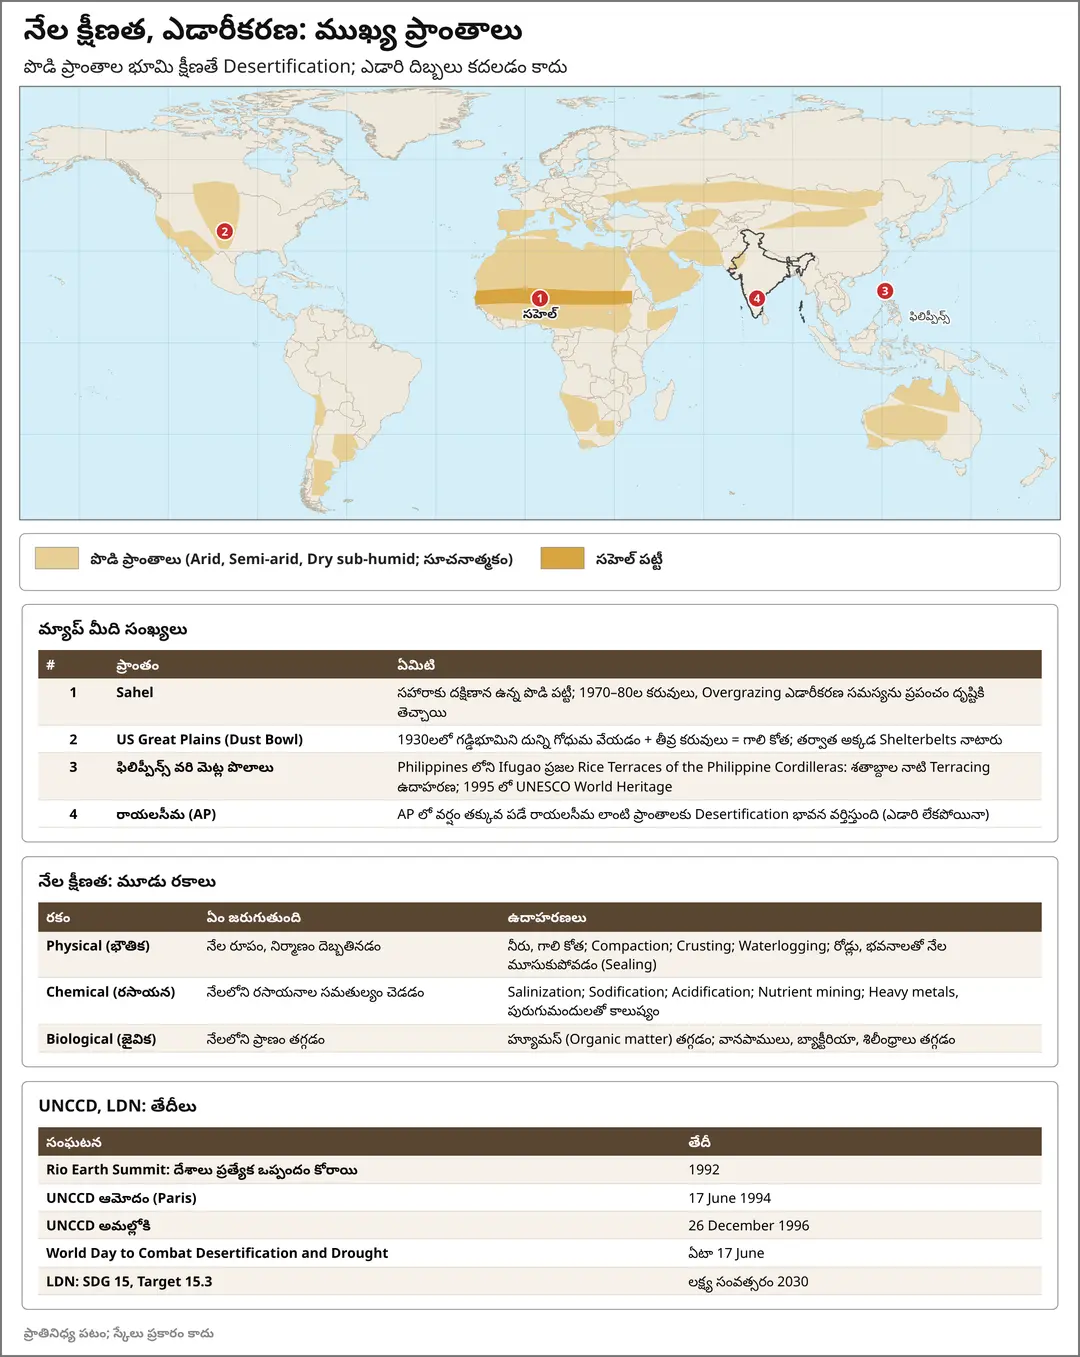 నేల క్షీణత, ఎడారీకరణ: ముఖ్య ప్రాంతాలు
పొడి ప్రాంతాల భూమి క్షీణతే Desertification; ఎడారి దిబ్బలు కదలడం కాదు
2
1
సహెల్
4
3
ఫిలిప్పీన్స్
పొడి ప్రాంతాలు (Arid, Semi-arid, Dry sub-humid; సూచనాత్మకం)
సహెల్ పట్టీ
మ్యాప్ మీది సంఖ్యలు
# ప్రాంతం ఏమిటి
1 Sahel సహారాకు దక్షిణాన ఉన్న పొడి పట్టీ; 1970–80ల కరువులు, Overgrazing ఎడారీకరణ సమస్యను ప్రపంచం దృష్టికి
తెచ్చాయి
2 US Great Plains (Dust Bowl) 1930లలో గడ్డిభూమిని దున్ని గోధుమ వేయడం + తీవ్ర కరువులు = గాలి కోత; తర్వాత అక్కడ Shelterbelts నాటారు
3 ఫిలిప్పీన్స్ వరి మెట్ల పొలాలు Philippines లోని Ifugao ప్రజల Rice Terraces of the Philippine Cordilleras: శతాబ్దాల నాటి Terracing
ఉదాహరణ; 1995 లో UNESCO World Heritage
4 రాయలసీమ (AP) AP లో వర్షం తక్కువ పడే రాయలసీమ లాంటి ప్రాంతాలకు Desertification భావన వర్తిస్తుంది (ఎడారి లేకపోయినా)
నేల క్షీణత: మూడు రకాలు
రకం ఏం జరుగుతుంది ఉదాహరణలు
Physical (భౌతిక) నేల రూపం, నిర్మాణం దెబ్బతినడం నీరు, గాలి కోత; Compaction; Crusting; Waterlogging; రోడ్లు, భవనాలతో నేల
మూసుకుపోవడం (Sealing)
Chemical (రసాయన) నేలలోని రసాయనాల సమతుల్యం చెడడం Salinization; Sodification; Acidification; Nutrient mining; Heavy metals,
పురుగుమందులతో కాలుష్యం
Biological (జైవిక) నేలలోని ప్రాణం తగ్గడం హ్యూమస్ (Organic matter) తగ్గడం; వానపాములు, బ్యాక్టీరియా, శిలీంధ్రాలు తగ్గడం
UNCCD, LDN: తేదీలు
సంఘటన తేదీ
Rio Earth Summit: దేశాలు ప్రత్యేక ఒప్పందం కోరాయి 1992
UNCCD ఆమోదం (Paris) 17 June 1994
UNCCD అమల్లోకి 26 December 1996
World Day to Combat Desertification and Drought ఏటా 17 June
LDN: SDG 15, Target 15.3 లక్ష్య సంవత్సరం 2030
ప్రాతినిధ్య పటం; స్కేలు ప్రకారం కాదు